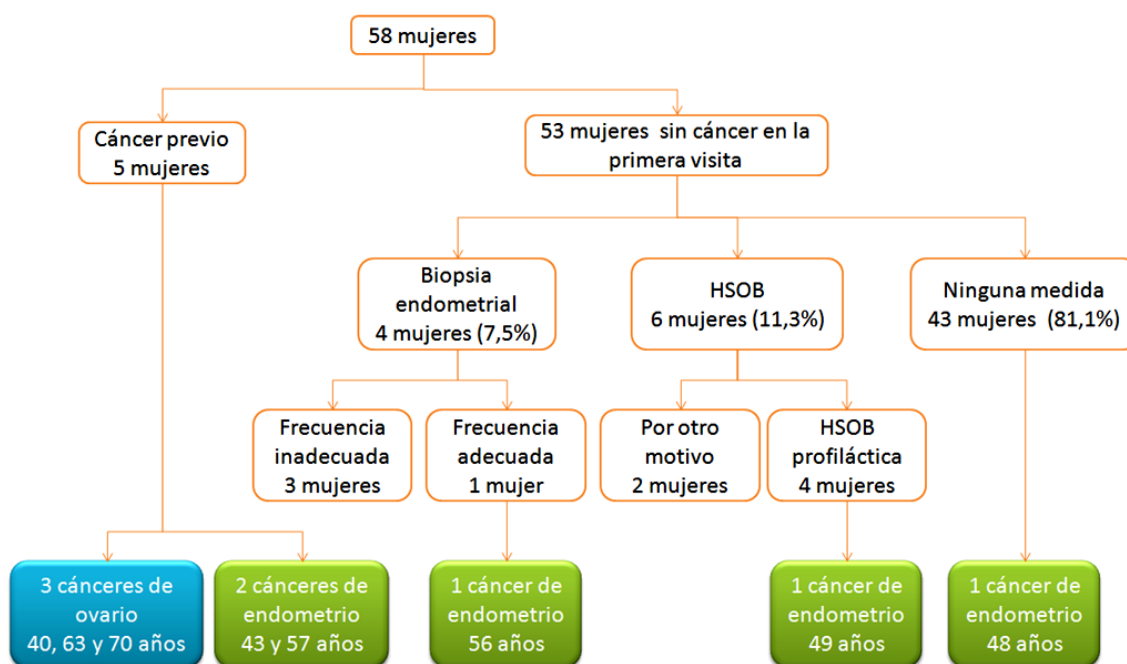 58 mujeres
Cáncer previo
5 mujeres
53 mujeres sin cáncer en la
primera visita
Biopsia
endometrial
4 mujeres (7,5%)
HSOB
6 mujeres (11,3%)
Ninguna medida
43 mujeres (81,1%)
Frecuencia
inadecuada
3 mujeres
Frecuencia
adecuada
1 mujer
Por otro
motivo
2 mujeres
HSOB
profiláctica
4 mujeres
3 cánceres de
ovario
40, 63 y 70 años
2 cánceres de
endometrio
43 y 57 años
1 cáncer de
endometrio
56 años
1 cáncer de
endometrio
49 años
1 cáncer de
endometrio
48 años